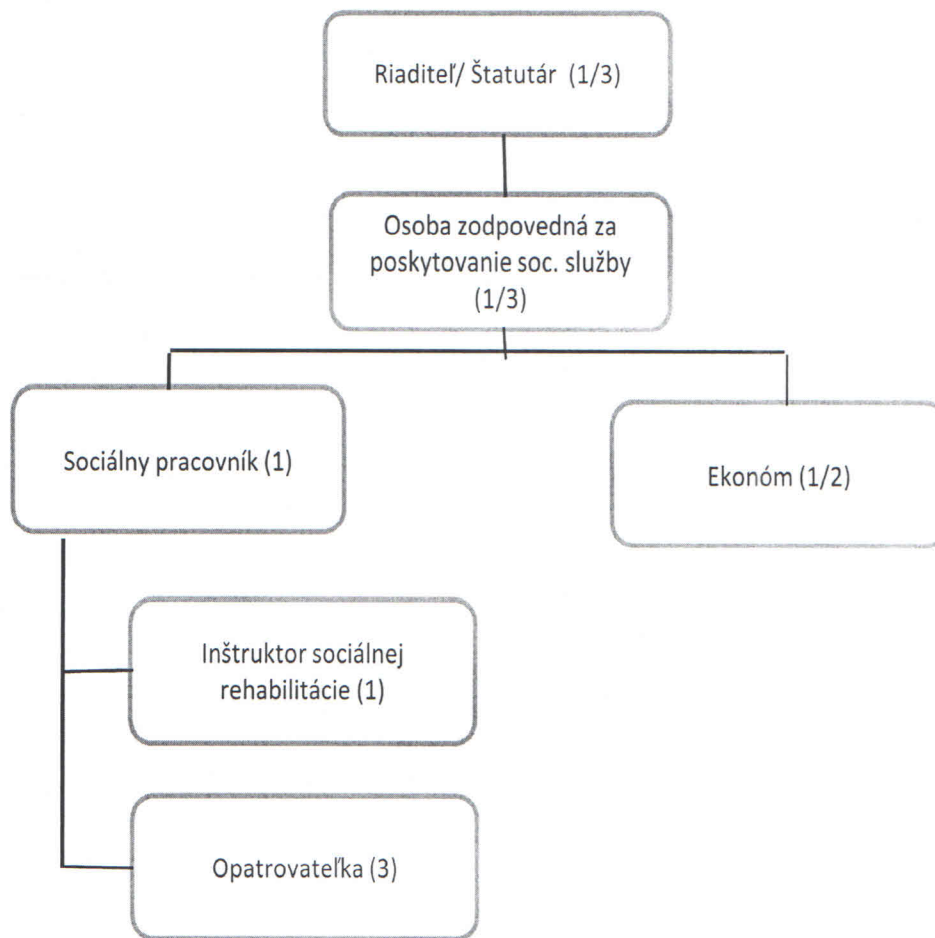 Riaditeľ/ Štatutár (1/3)
Osoba zodpovedná za
poskytovanie soc. služby
(1/3)
Sociálny pracovník (1)
Ekonóm (1/2)
Inštruktor sociálnej
rehabilitácie (1)
Opatrovateľka (3)